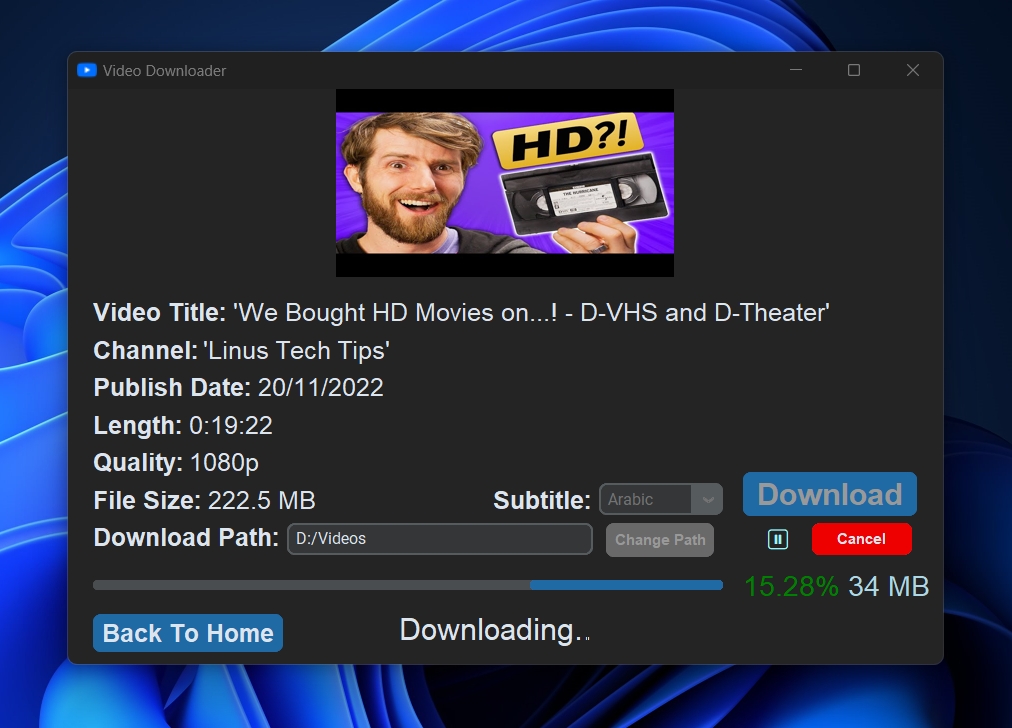 Video Downloader
HD?!
THE HURRICANE
Video Title: 'We Bought HD Movies on...! - D-VHS and D-Theater'
Channel: 'Linus Tech Tips'
Publish Date: 20/11/2022
Length: 0:19:22
Quality: 1080p
File Size: 222.5 MB Subtitle: Arabic Download
Download Path: D:/Videos Change Path Cancel
15.28% 34 MB
Back To Home Downloading...